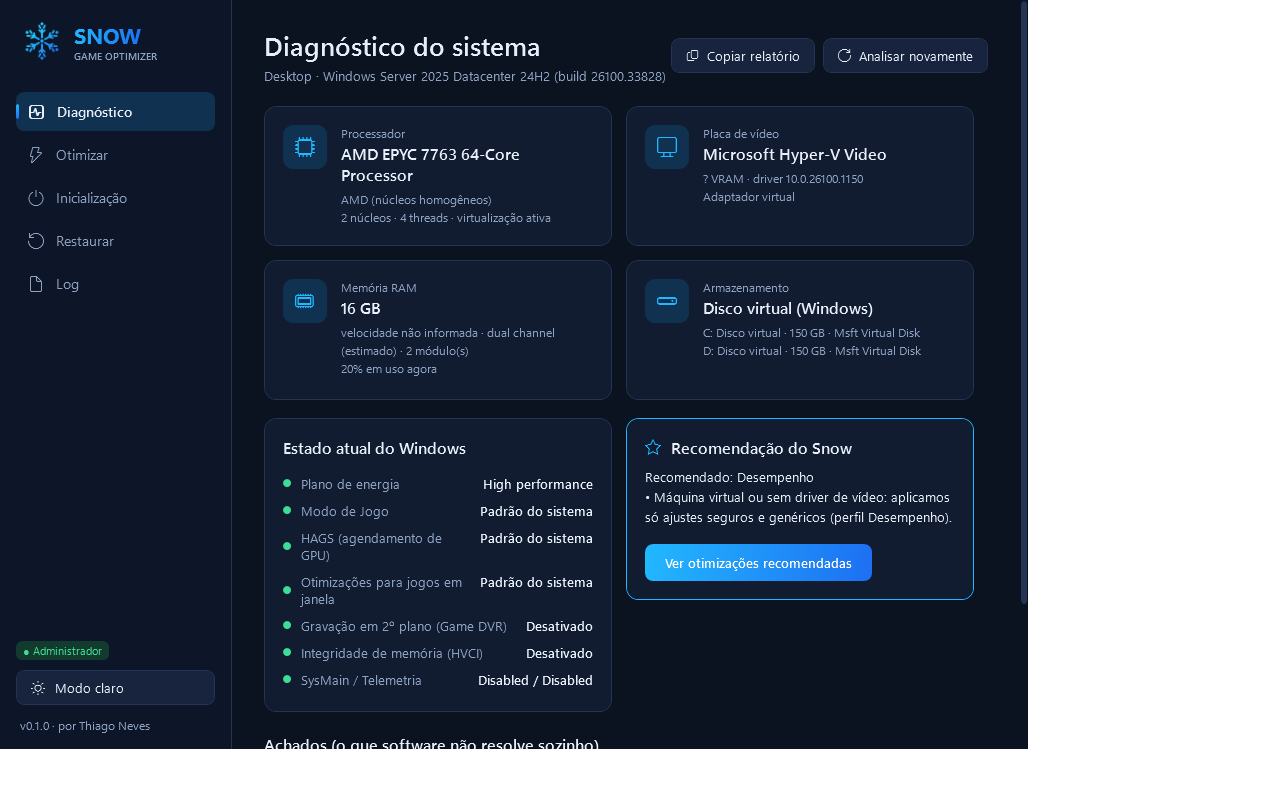 SNOW
GAME OPTIMIZER
Diagnóstico
Otimizar
Inicialização
Restaurar
Log
● Administrador
Modo claro
v0.1.0 · por Thiago Neves
Diagnóstico do sistema
Desktop · Windows Server 2025 Datacenter 24H2 (build 26100.33828)
Copiar relatório
Analisar novamente
Processador
AMD EPYC 7763 64-Core
Processor
AMD (núcleos homogêneos)
2 núcleos · 4 threads · virtualização ativa
Placa de vídeo
Microsoft Hyper-V Video
? VRAM · driver 10.0.26100.1150
Adaptador virtual
Memória RAM
16 GB
velocidade não informada · dual channel
(estimado) · 2 módulo(s)
20% em uso agora
Armazenamento
Disco virtual (Windows)
C: Disco virtual · 150 GB · Msft Virtual Disk
D: Disco virtual · 150 GB · Msft Virtual Disk
Estado atual do Windows
Plano de energia High performance
Modo de Jogo Padrão do sistema
HAGS (agendamento de Padrão do sistema
GPU)
Otimizações para jogos em Padrão do sistema
janela
Gravação em 2º plano (Game DVR) Desativado
Integridade de memória (HVCI) Desativado
SysMain / Telemetria Disabled / Disabled
Recomendação do Snow
Recomendado: Desempenho
• Máquina virtual ou sem driver de vídeo: aplicamos
só ajustes seguros e genéricos (perfil Desempenho).
Ver otimizações recomendadas
Achados (o que software não resolve sozinho)